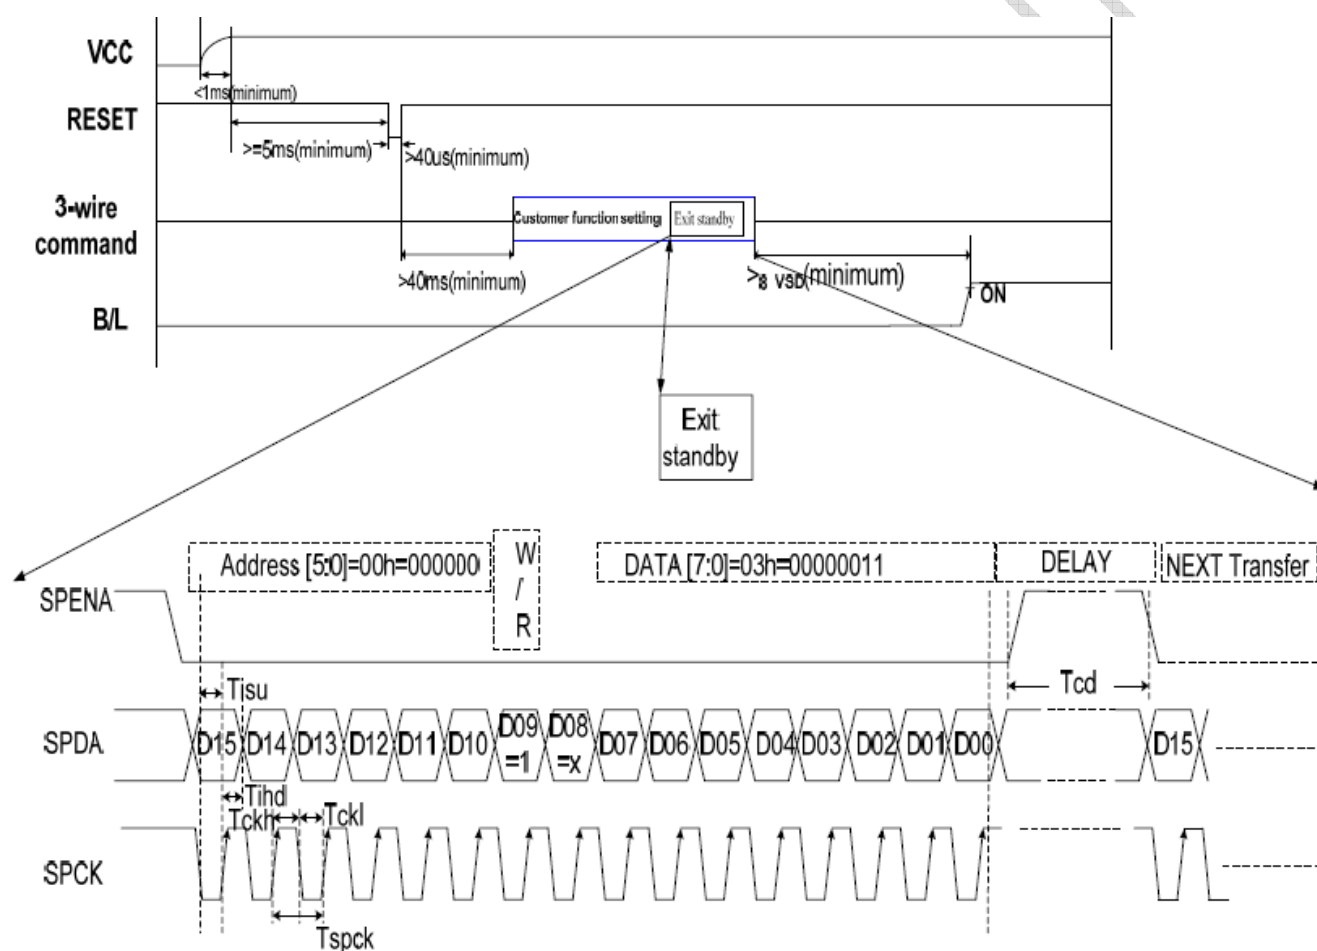 VCC
<1ms(minimum)
RESET
>=5ms(minimum)
>40us(minimum)
3-wire
command
Customer function setting
Exit standby
>40ms(minimum)
>8 VSD(minimum)
T ON
B/L
Exit
standby
Address [5:0]=00h=000000
W
/
R
DATA [7:0]=03h=00000011
DELAY
NEXT Transfer
SPENA
Tisu
Tcd
SPDA
D15
D14
D13
D12
D11
D10
D09
=1
D08
=x
D07
D06
D05
D04
D03
D02
D01
D00
D15
Tihd
Tckh
Tckl
SPCK
Tspck